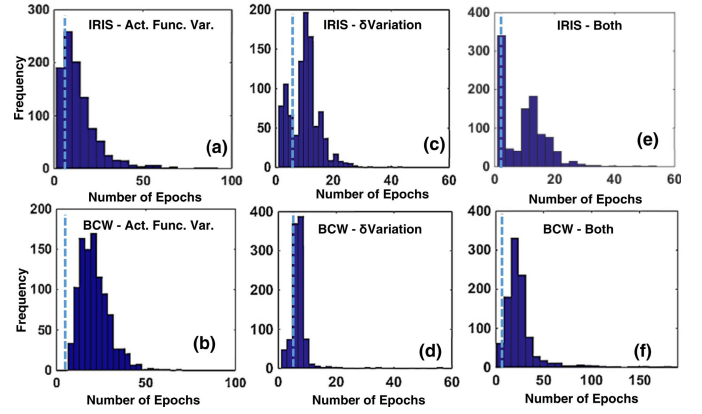 IRIS - Act. Func. Var.
300
200
100
0
Frequency
(a)
0 50 100
Number of Epochs
IRIS - δVariation
200
150
100
50
0
(c)
0 20 40 60
Number of Epochs
IRIS - Both
400
300
200
100
0
(e)
0 20 40 60
Number of Epochs
BCW - Act. Func. Var.
200
150
100
50
0
Frequency
(b)
0 50 100
Number of Epochs
BCW - δVariation
400
300
200
100
0
(d)
0 20 40 60
Number of Epochs
BCW - Both
400
300
200
100
0
(f)
0 50 100 150
Number of Epochs